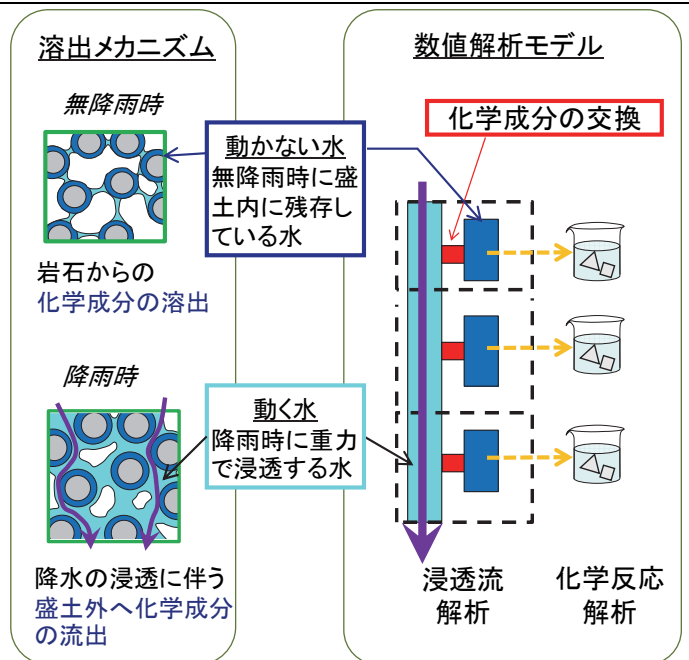 溶出メカニズム
無降雨時
岩石からの
化学成分の溶出
降雨時
降水の浸透に伴う
盛土外へ化学成分
の流出
動かない水
無降雨時に盛
土内に残存し
ている水
動く水
降雨時に重力
で浸透する水
数値解析モデル
化学成分の交換
浸透流
解析
化学反応
解析